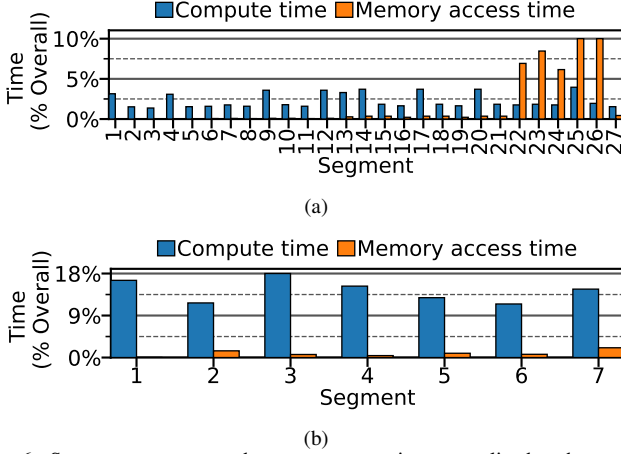 Compute time Memory access time
10%
5%
0%
Time
(% Overall)
1 2 3 4 5 6 7 8 9 10 11 12 13 14 15 16 17 18 19 20 21 22 23 24 25 26 27
Segment
(a)
Compute time Memory access time
18%
9%
0%
Time
(% Overall)
1 2 3 4 5 6 7
Segment
(b)